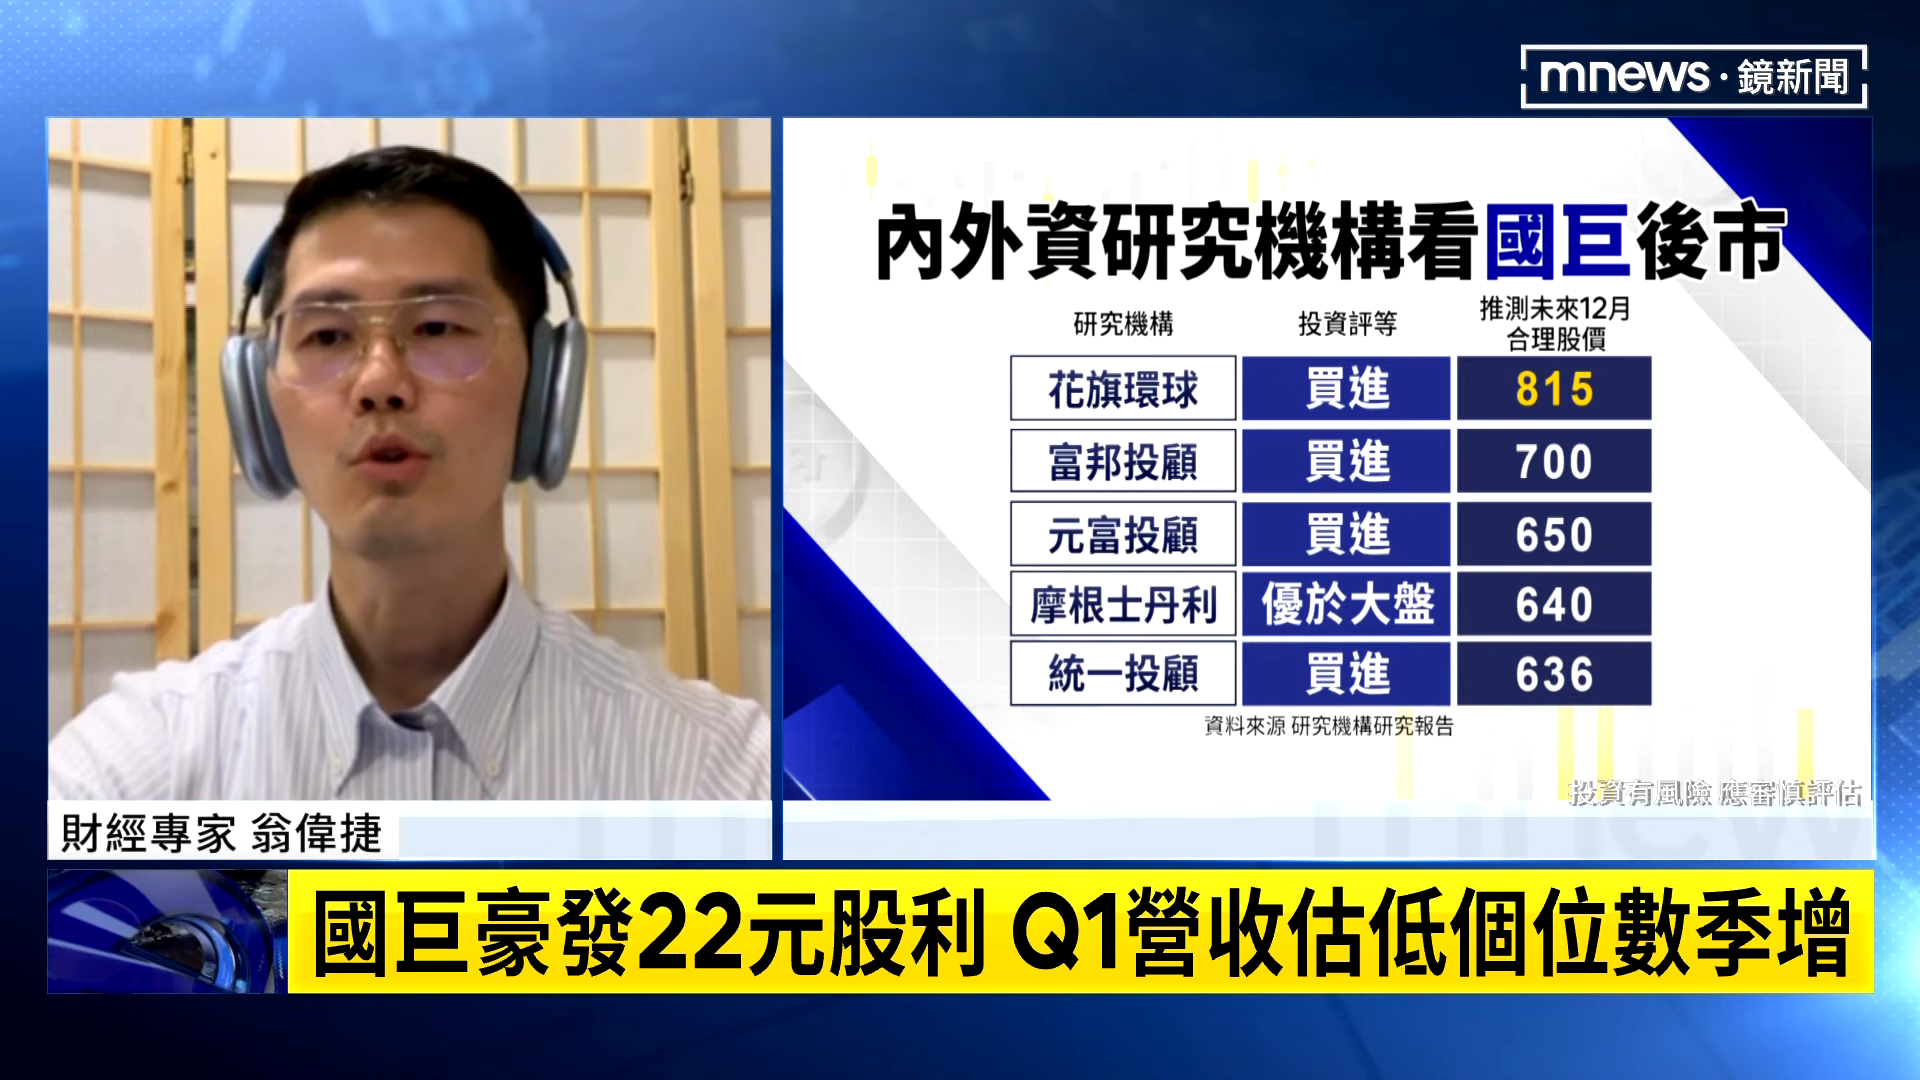 mnews·鏡新聞
內外資研究機構看國巨後市
研究機構 投資評等 推測未來12月
合理股價
花旗環球 買進 815
富邦投顧 買進 700
元富投顧 買進 650
摩根士丹利 優於大盤 640
統一投顧 買進 636
資料來源 研究機構研究報告
投資有風險 應審慎評估
財經專家 翁偉捷
國巨豪發22元股利 Q1營收估低個位數季增